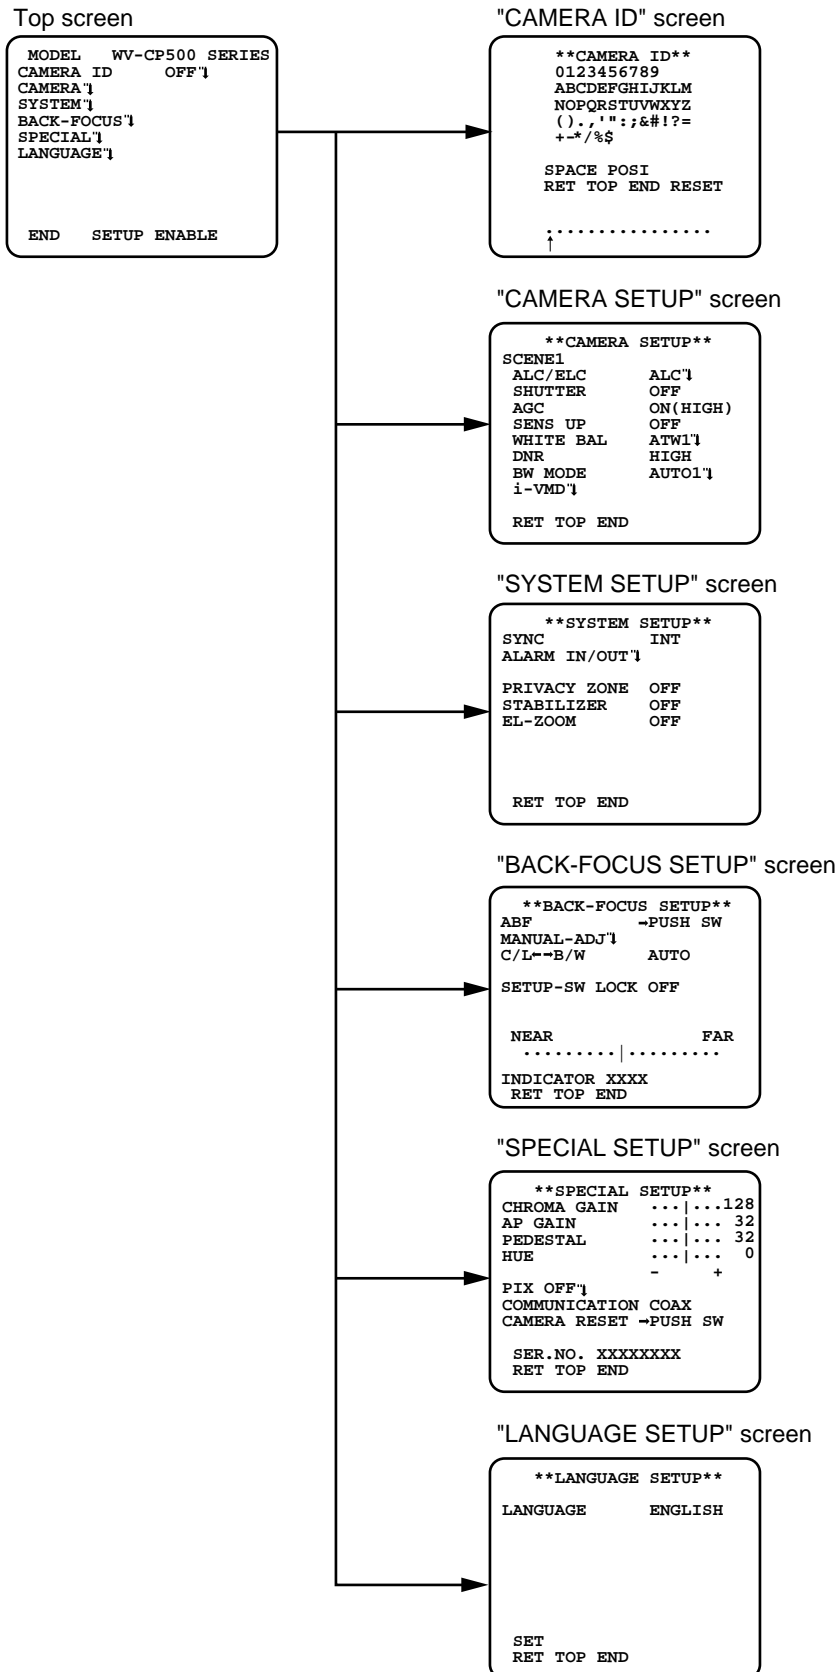 Top screen
MODEL WV-CP500 SERIES
CAMERA ID OFF
CAMERA
SYSTEM
BACK-FOCUS
SPECIAL
LANGUAGE
END SETUP ENABLE
"CAMERA ID" screen
**CAMERA ID**
0123456789
ABCDEFGHIJKLM
NOPQRSTUVWXYZ
().,'":;&#!?=
+-*/%$
SPACE POSI
RET TOP END RESET
................
↑
"CAMERA SETUP" screen
**CAMERA SETUP**
SCENE1
ALC/ELC ALC
SHUTTER OFF
AGC ON(HIGH)
SENS UP OFF
WHITE BAL ATW1
DNR HIGH
BW MODE AUTO1
i-VMD
RET TOP END
"SYSTEM SETUP" screen
**SYSTEM SETUP**
SYNC INT
ALARM IN/OUT
PRIVACY ZONE OFF
STABILIZER OFF
EL-ZOOM OFF
RET TOP END
"BACK-FOCUS SETUP" screen
**BACK-FOCUS SETUP**
ABF →PUSH SW
MANUAL-ADJ
C/L←→B/W AUTO
SETUP-SW LOCK OFF
NEAR FAR
.........|.........
INDICATOR XXXX
RET TOP END
"SPECIAL SETUP" screen
**SPECIAL SETUP**
CHROMA GAIN ...|...128
AP GAIN ...|... 32
PEDESTAL ...|... 32
HUE ...|... 0
- +
PIX OFF
COMMUNICATION COAX
CAMERA RESET →PUSH SW
SER.NO. XXXXXXXX
RET TOP END
"LANGUAGE SETUP" screen
**LANGUAGE SETUP**
LANGUAGE ENGLISH
SET
RET TOP END